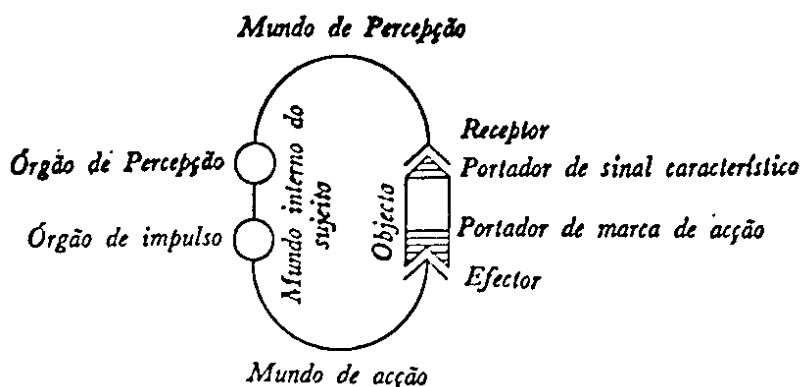 Mundo de Percepção
Receptor
Órgão de Percepção
Portador de sinal característico
Mundo interno do
sujeito
Objecto
Órgão de impulso
Portador de marca de acção
Efector
Mundo de acção